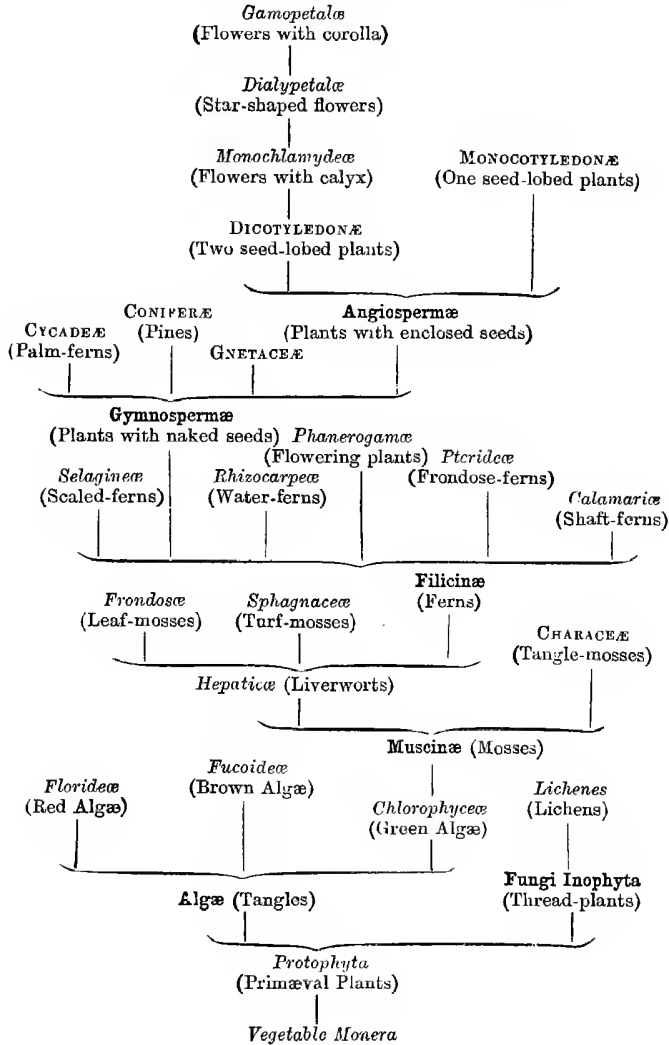 Gamopetalæ
(Flowers with corolla)
Dialypetalæ
(Star-shaped flowers)
Monochlamydeæ
(Flowers with calyx)
MONOCOTYLEDONÆ
(One seed-lobed plants)
DICOTYLEDONÆ
(Two seed-lobed plants)
CYCADEÆ
(Palm-ferns)
CONIFERÆ
(Pines)
GNETACEÆ
Angiospermæ
(Plants with enclosed seeds)
Gymnospermæ
(Plants with naked seeds)
Phanerogamæ
(Flowering plants)
Selagineæ
(Scaled-ferns)
Rhizocarpeæ
(Water-ferns)
Pterideæ
(Frondose-ferns)
Calamariæ
(Shaft-ferns)
Frondosæ
(Leaf-mosses)
Sphagnaceæ
(Turf-mosses)
Filicinæ
(Ferns)
CHARACEÆ
(Tangle-mosses)
Hepaticæ (Liverworts)
Muscinæ (Mosses)
Florideæ
(Red Algæ)
Fucoideæ
(Brown Algæ)
Chlorophyceæ
(Green Algæ)
Lichenes
(Lichens)
Algæ (Tangles)
Fungi Inophyta
(Thread-plants)
Protophyta
(Primæval Plants)
Vegetable Monera